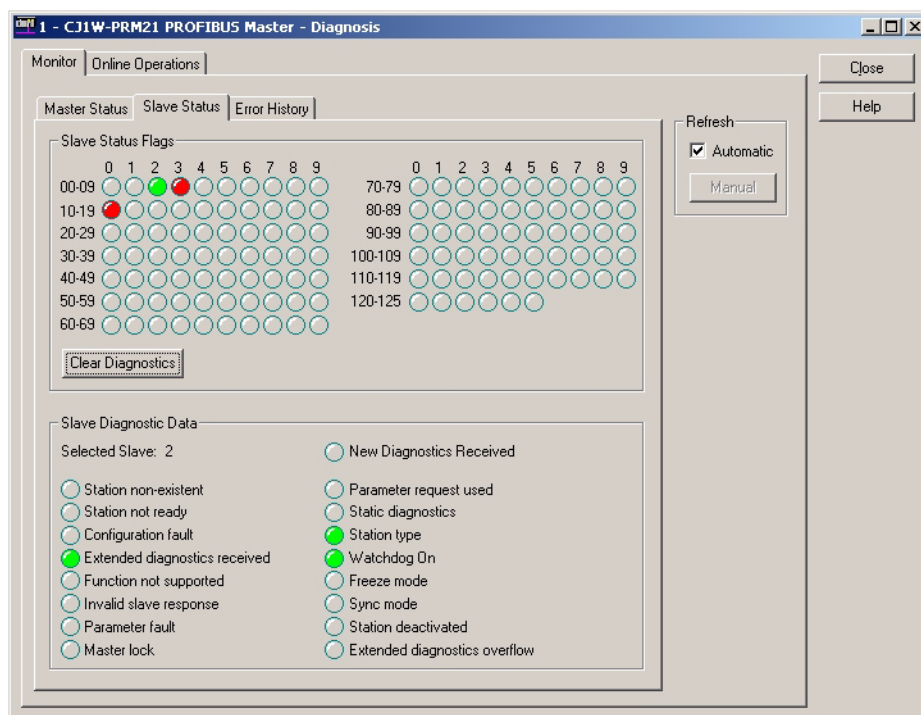 1 - CJ1W-PRM21 PROFIBUS Master - Diagnosis
Monitor Online Operations
Close
Help
Master Status Slave Status Error History
Refresh
Automatic
Manual
Slave Status Flags
0 1 2 3 4 5 6 7 8 9
00-09
10-19
20-29
30-39
40-49
50-59
60-69
0 1 2 3 4 5 6 7 8 9
70-79
80-89
90-99
100-109
110-119
120-125
Clear Diagnostics
Slave Diagnostic Data
Selected Slave: 2
New Diagnostics Received
Station non-existent
Station not ready
Configuration fault
Extended diagnostics received
Function not supported
Invalid slave response
Parameter fault
Master lock
Parameter request used
Static diagnostics
Station type
Watchdog On
Freeze mode
Sync mode
Station deactivated
Extended diagnostics overflow